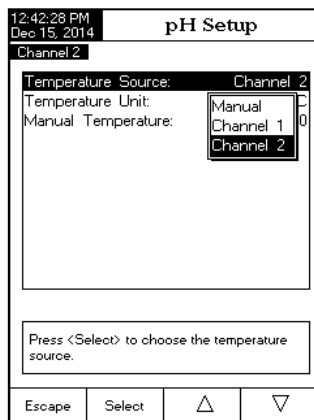 12:42:28 PM
Dec 15, 2014
pH Setup
Channel 2
Temperature Source: Channel 2
Temperature Unit: C
Manual Temperature: 0
Manual
Channel 1
Channel 2
Press <Select> to choose the temperature
source.
Escape Select